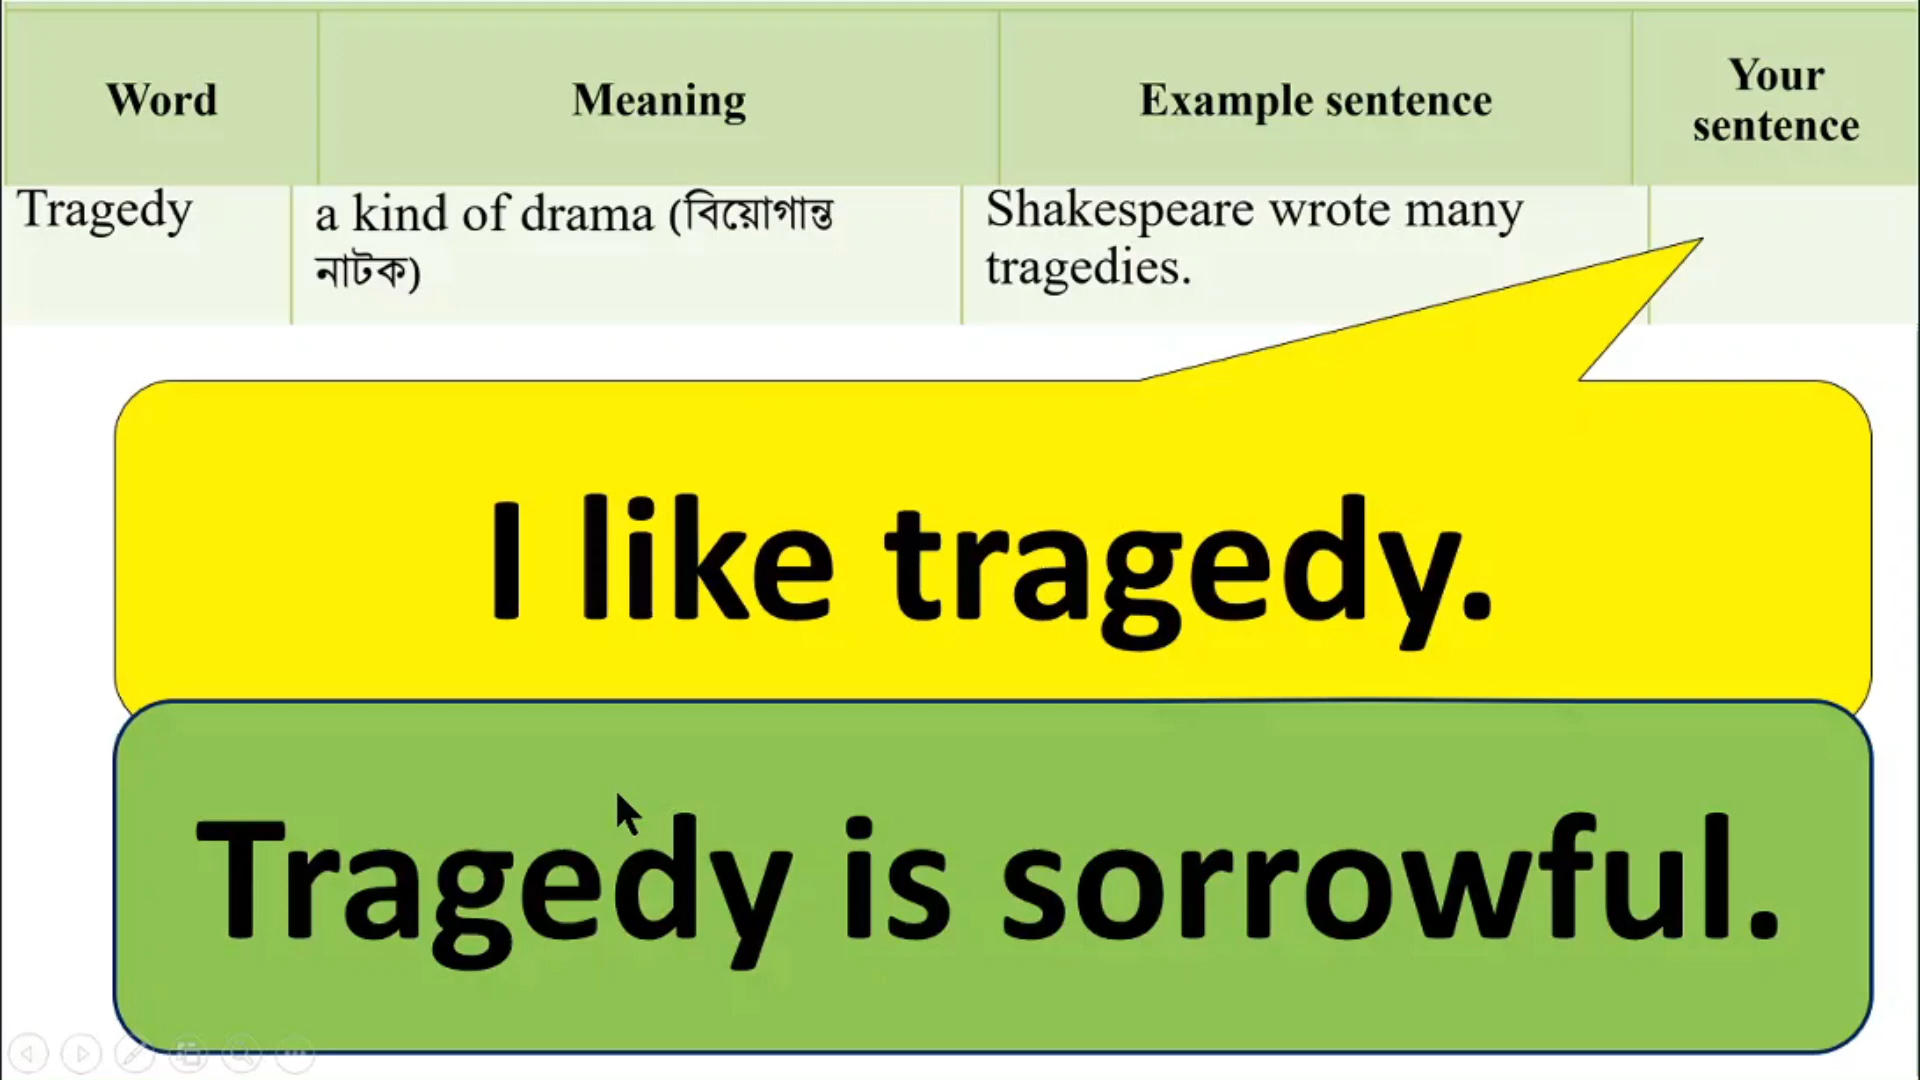 Word
Meaning
Example sentence
Your
sentence
Tragedy
a kind of drama (বিয়োগান্ত
নাটক)
Shakespeare wrote many
tragedies.
I like tragedy.
Tragedy is sorrowful.